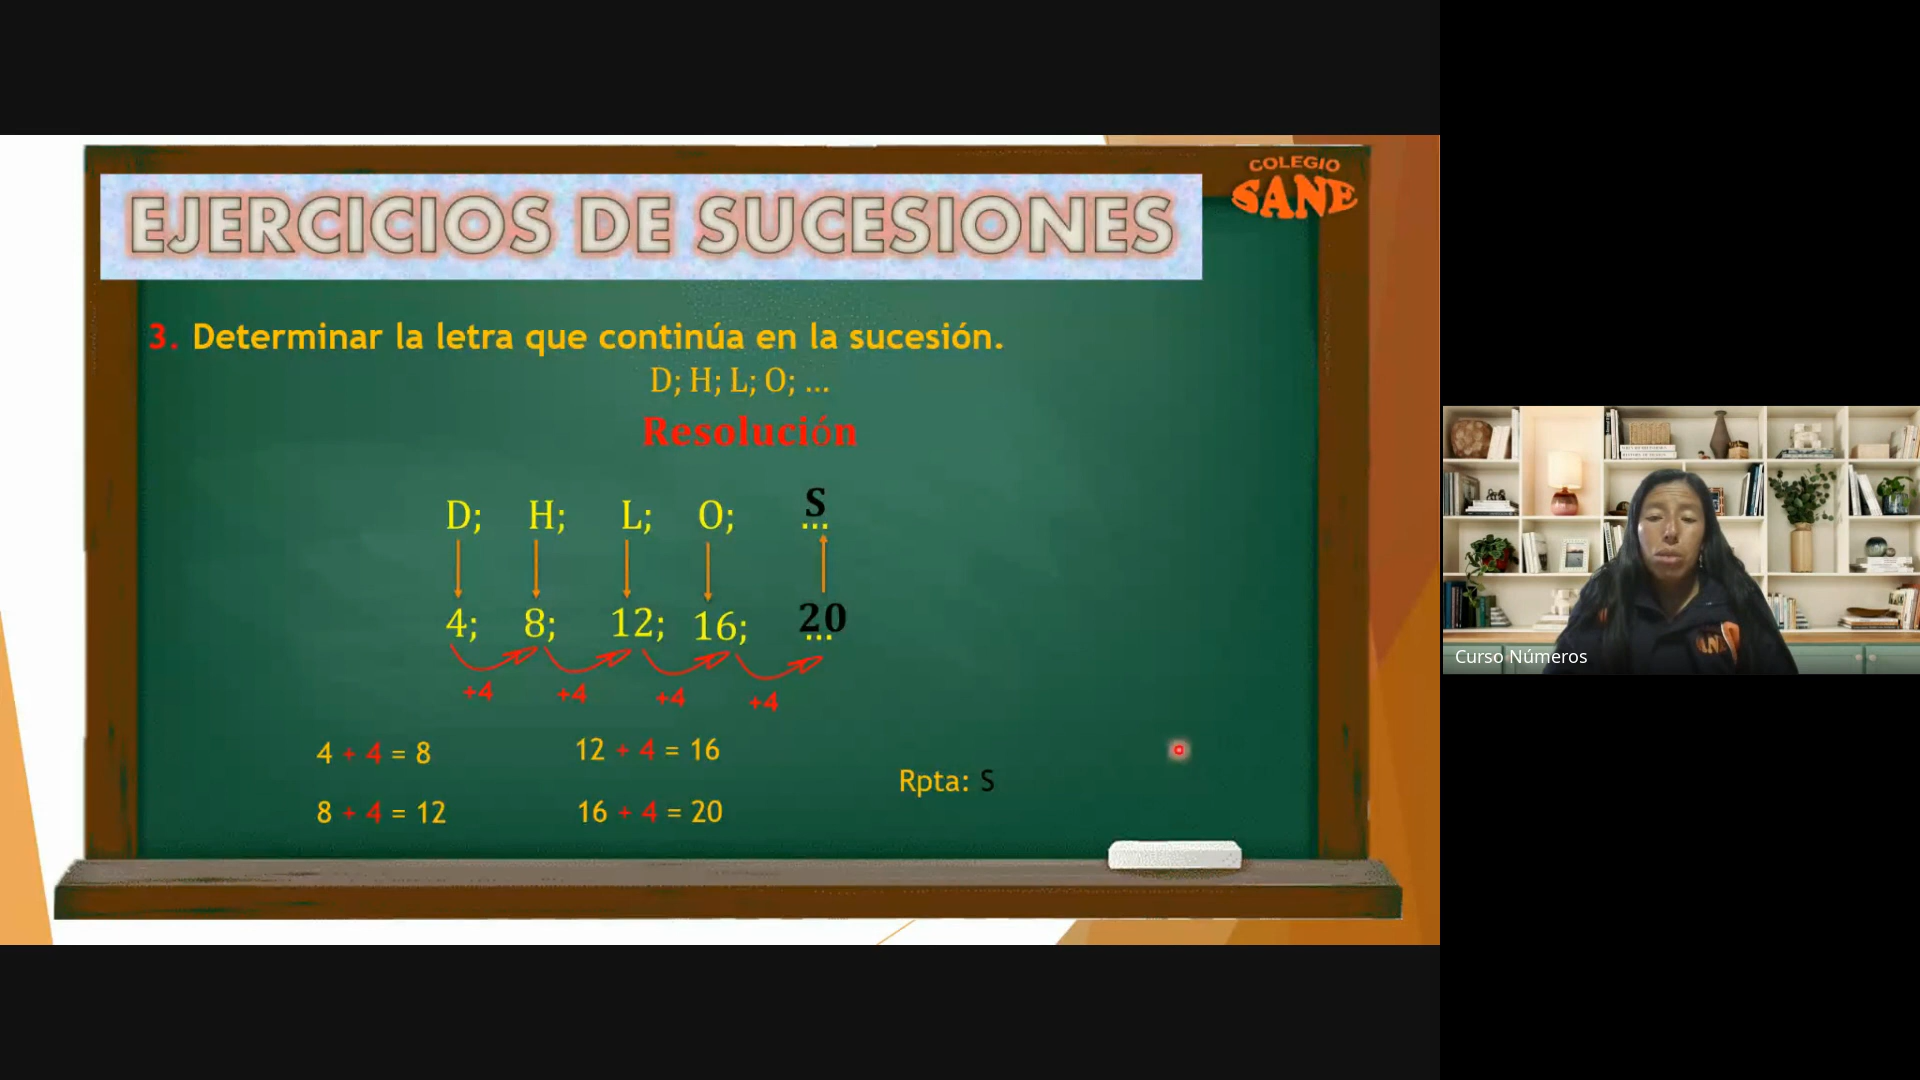 COLEGIO
SANE
EJERCICIOS DE SUCESIONES
3. Determinar la letra que continúa en la sucesión.
D; H; L; O; ...
Resolución
D; H; L; O; S
...
4; 8; 12; 16; 20
...
+4 +4 +4 +4
4 + 4 = 8 12 + 4 = 16
Rpta: S
8 + 4 = 12 16 + 4 = 20
Curso Números